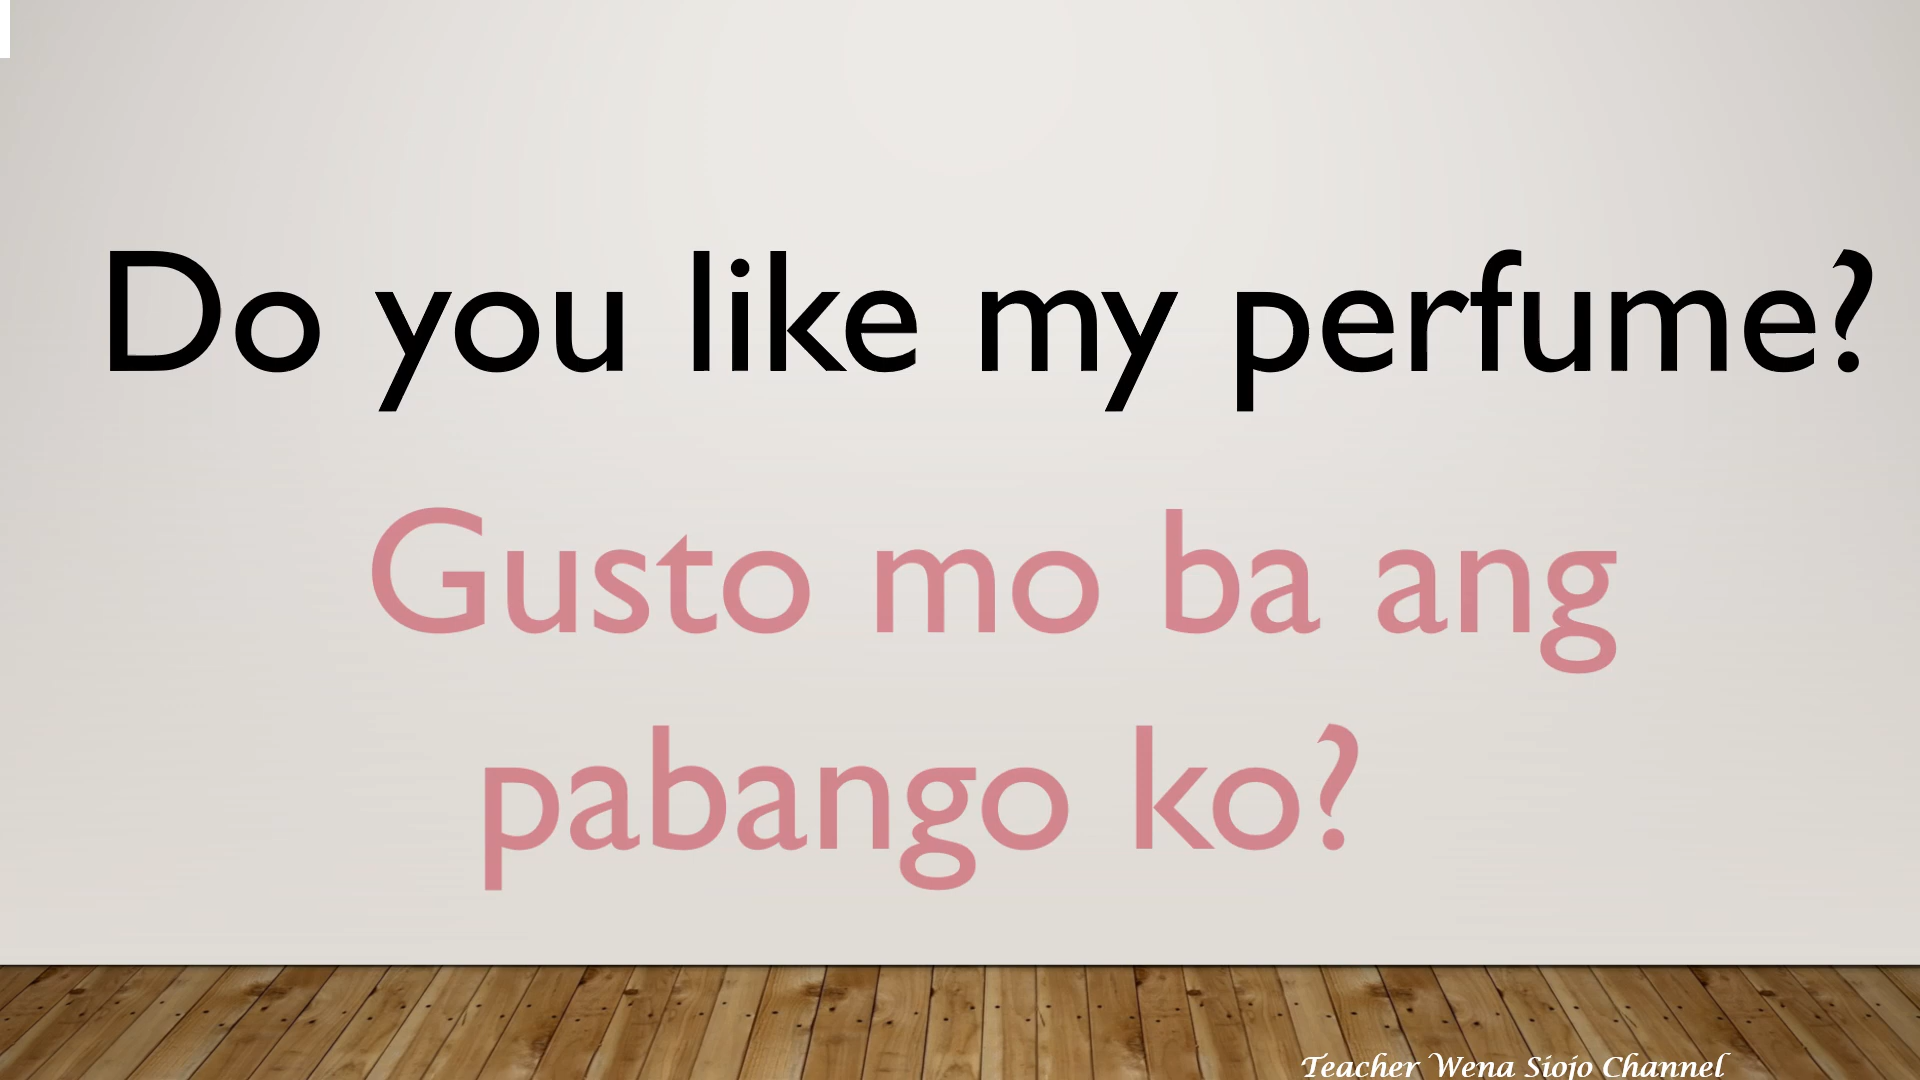 Do you like my perfume?
Gusto mo ba ang
pabango ko?
Teacher Wena Siojo Channel